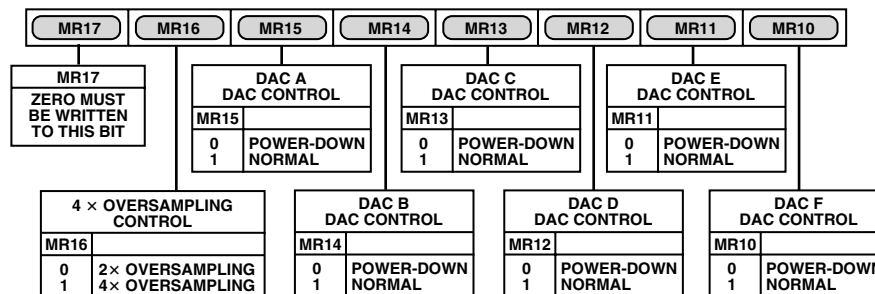 MR17 MR16 MR15 MR14 MR13 MR12 MR11 MR10
MR17
ZERO MUST
BE WRITTEN
TO THIS BIT
DAC A
DAC CONTROL
MR15
0 POWER-DOWN
1 NORMAL
DAC C
DAC CONTROL
MR13
0 POWER-DOWN
1 NORMAL
DAC E
DAC CONTROL
MR11
0 POWER-DOWN
1 NORMAL
4 × OVERSAMPLING
CONTROL
MR16
0 2× OVERSAMPLING
1 4× OVERSAMPLING
DAC B
DAC CONTROL
MR14
0 POWER-DOWN
1 NORMAL
DAC D
DAC CONTROL
MR12
0 POWER-DOWN
1 NORMAL
DAC F
DAC CONTROL
MR10
0 POWER-DOWN
1 NORMAL